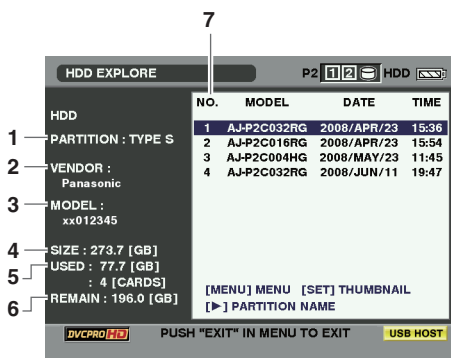 7
HDD EXPLORE
P2 1 2 HDD
NO. MODEL DATE TIME
1 AJ-P2C032RG 2008/APR/23 15:36
2 AJ-P2C016RG 2008/APR/23 15:54
3 AJ-P2C004HG 2008/MAY/23 11:45
4 AJ-P2C032RG 2008/JUN/11 19:47
HDD
1 PARTITION : TYPE S
2 VENDOR :
Panasonic
3 MODEL :
xx012345
4 SIZE : 273.7 [GB]
5 USED : 77.7 [GB]
: 4 [CARDS]
6 REMAIN : 196.0 [GB]
[MENU] MENU [SET] THUMBNAIL
[▶] PARTITION NAME
DVCPRO HD PUSH "EXIT" IN MENU TO EXIT USB HOST